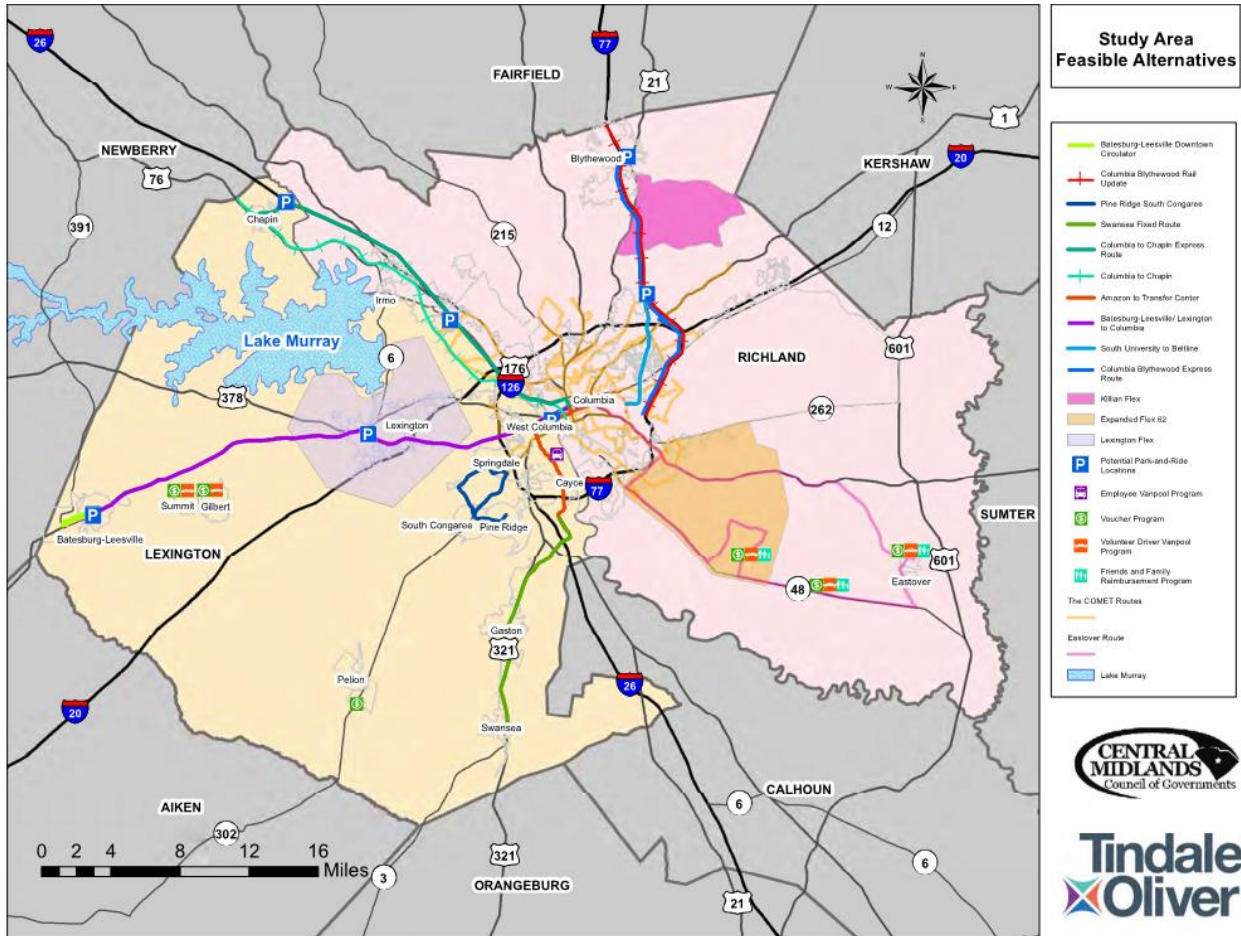 Study Area
Feasible Alternatives
26
77
21
FAIRFIELD
1
NEWBERRY
Blythewood
P
KERSHAW
20
76
P
12
391
Chapin
215
P
Irmo
P
Lake Murray
RICHLAND
601
6
176
126
378
Columbia
262
Lexington
P
West Columbia
P
Springdale
Cayce
77
SUMTER
Summit
Gilbert
P
South Congaree
Pine Ridge
Batesburg-Leesville
LEXINGTON
601
48
Eastover
Gaston
321
Pelion
26
20
Swansea
AIKEN
CALHOUN
6
302
0 2 4 8 12 16
Miles
321
6
3
ORANGEBURG
21
N
W
E
S
Batesburg-Leesville Downtown
Circulator
Columbia Blythewood Rail
Update
Pine Ridge South Congaree
Swansea Fixed Route
Columbia to Chapin Express
Route
Columbia to Chapin
Amazon to Transfer Center
Batesburg-Leesville/ Lexington
to Columbia
South University to Beltline
Columbia Blythewood Express
Route
Killian Flex
Expanded Flex 62
Lexington Flex
P
Potential Park-and-Ride
Locations
Employee Vanpool Program
Voucher Program
Volunteer Driver Vanpool
Program
Friends and Family
Reimbursement Program
The COMET Routes
Eastover Route
Lake Murray
CENTRAL
MIDLANDS
Council of Governments
Tindale
Oliver